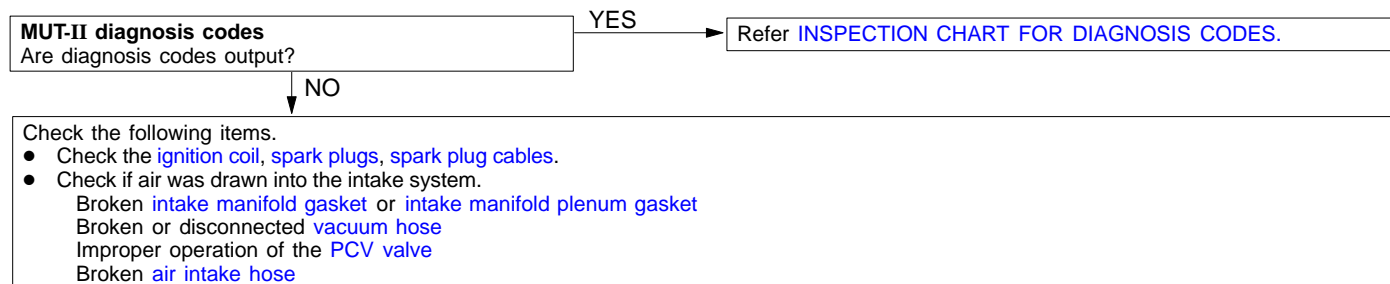 MUT-II diagnosis codes
Are diagnosis codes output?
YES
Refer INSPECTION CHART FOR DIAGNOSIS CODES.
NO
Check the following items.
● Check the ignition coil, spark plugs, spark plug cables.
● Check if air was drawn into the intake system.
Broken intake manifold gasket or intake manifold plenum gasket
Broken or disconnected vacuum hose
Improper operation of the PCV valve
Broken air intake hose